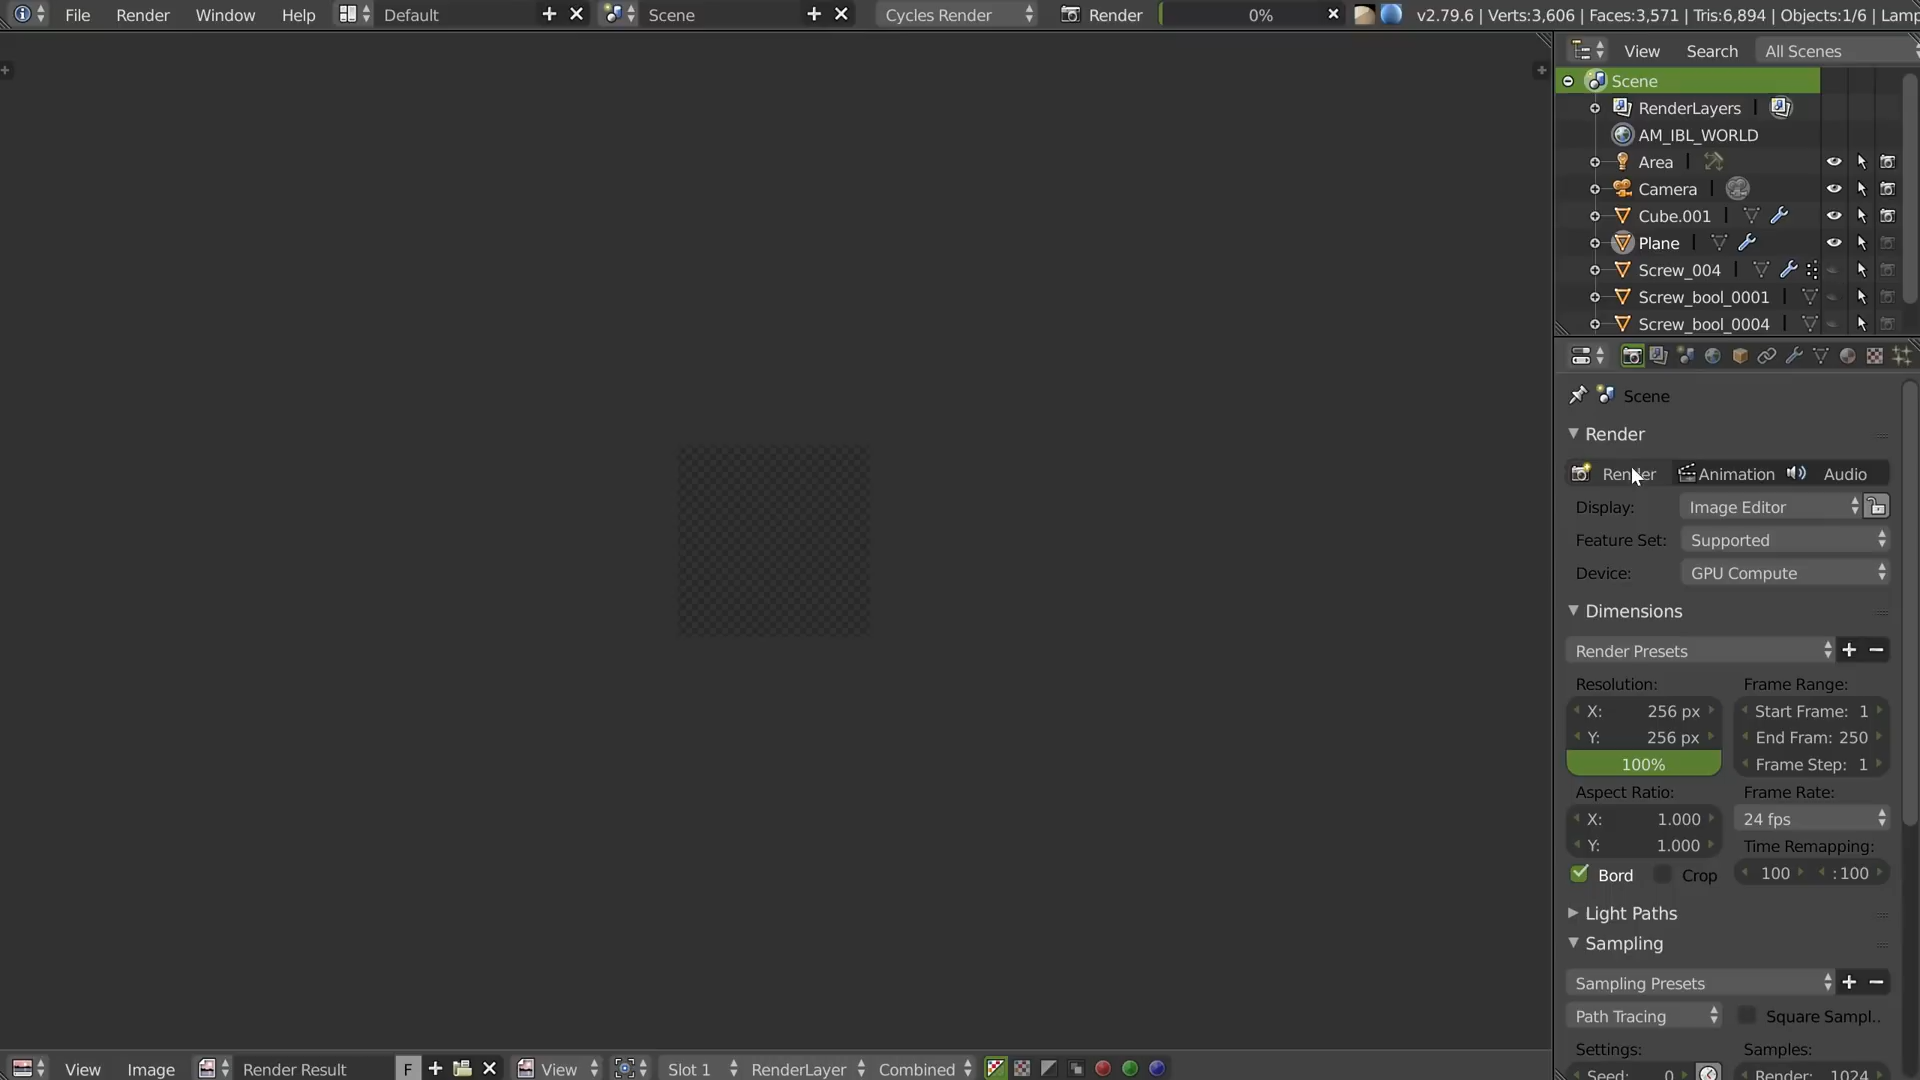 File Render Window Help Default Scene Cycles Render Render 0% v2.79.6 | Verts:3,606 | Faces:3,571 | Tris:6,894 | Objects:1/6 | Lamp
View Search All Scenes
Scene
RenderLayers
AM_IBL_WORLD
Area
Camera
Cube.001
Plane
Screw_004
Screw_bool_0001
Screw_bool_0004
Scene
Render
Render Animation Audio
Display: Image Editor
Feature Set: Supported
Device: GPU Compute
Dimensions
Render Presets
Resolution: Frame Range:
X: 256 px Start Frame: 1
Y: 256 px End Fram: 250
100% Frame Step: 1
Aspect Ratio: Frame Rate:
X: 1.000 24 fps
Y: 1.000 Time Remapping:
Bord Crop 100 :100
Light Paths
Sampling
Sampling Presets
Path Tracing Square Sampl..
Settings: Samples:
Seed: 0 Render: 1024
View Image Render Result F View Slot 1 RenderLayer Combined